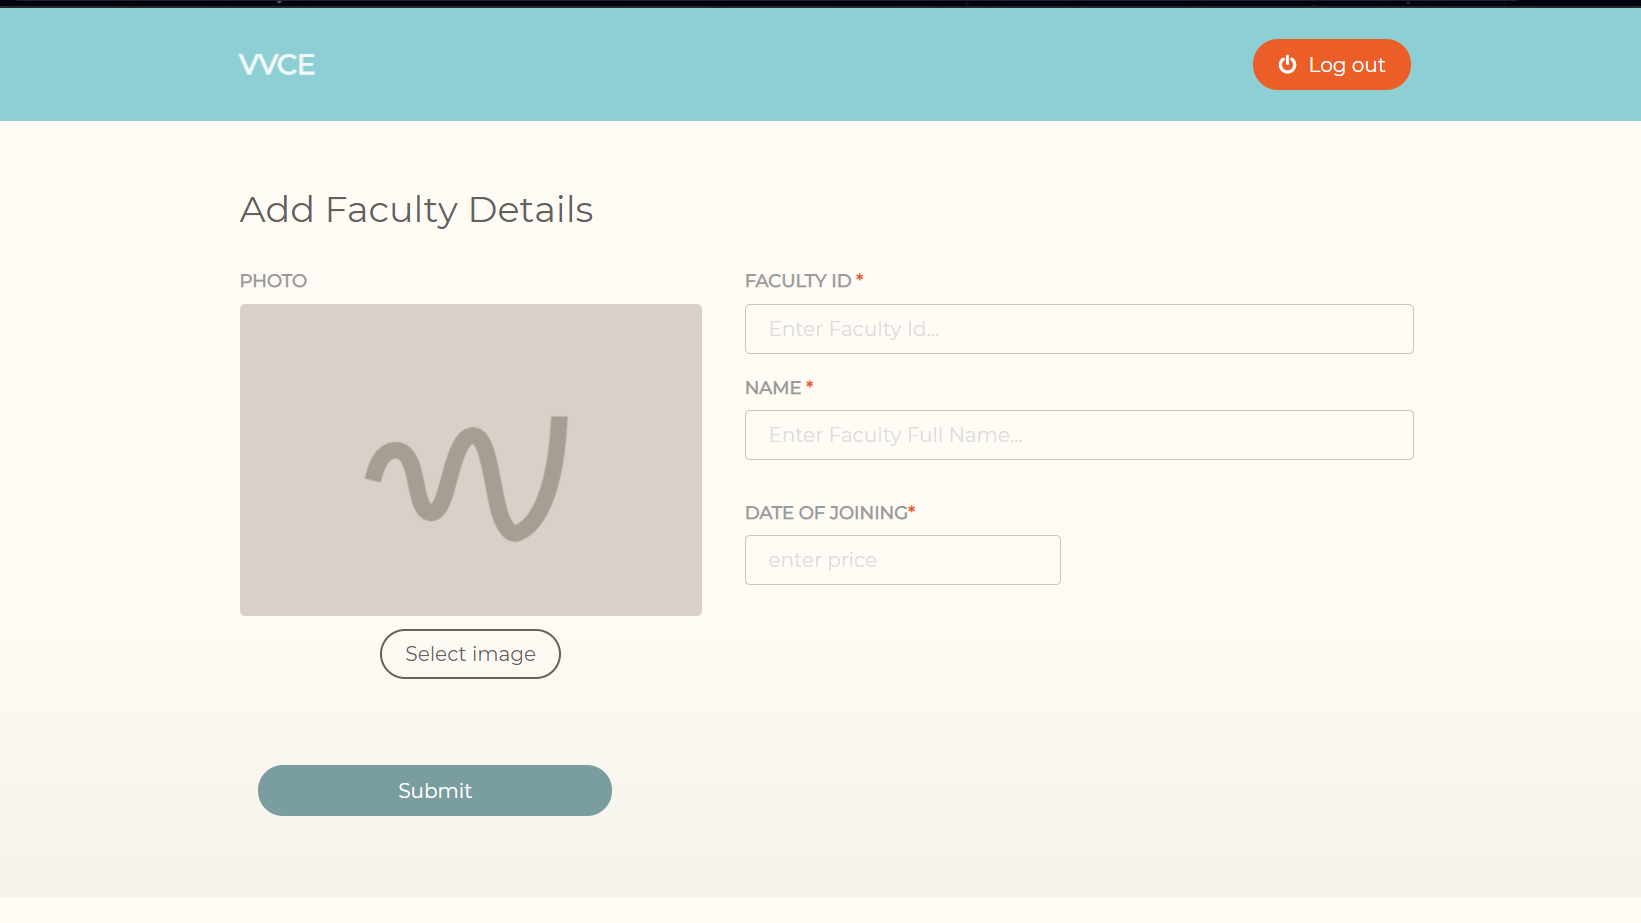 VVCE
Log out
Add Faculty Details
PHOTO
FACULTY ID *
Enter Faculty Id...
NAME *
Enter Faculty Full Name...
DATE OF JOINING*
enter price
Select image
Submit